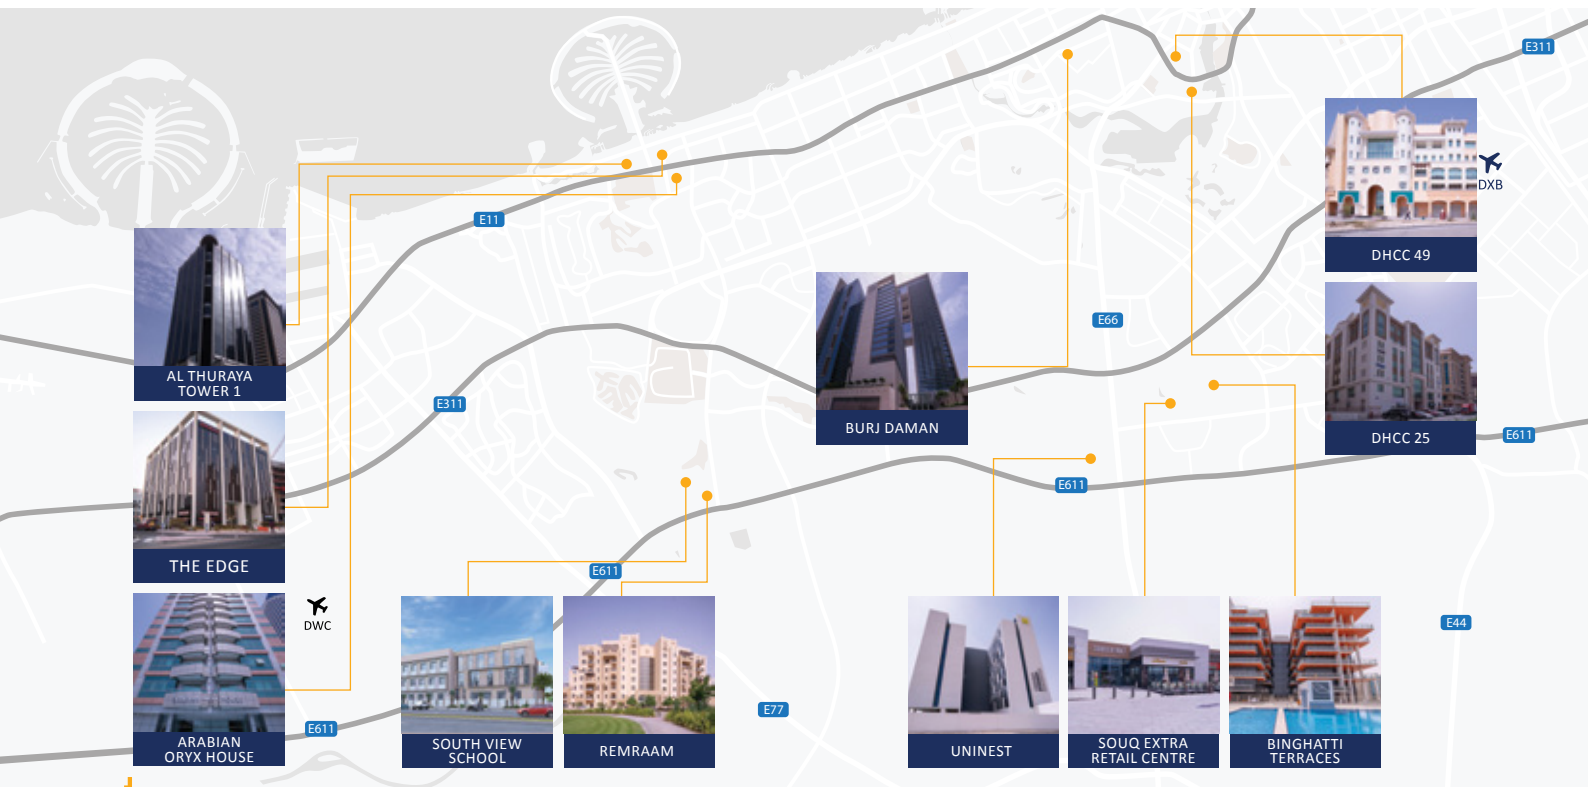 E311
DXB
DHCC 49
E11
AL THURAYA
TOWER 1
E66
E311
BURJ DAMAN
DHCC 25
E611
E611
THE EDGE
E611
DWC
E44
E77
E611
ARABIAN
ORYX HOUSE
SOUTH VIEW
SCHOOL
REMRAAM
UNINEST
SOUQ EXTRA
RETAIL CENTRE
BINGHATTI
TERRACES